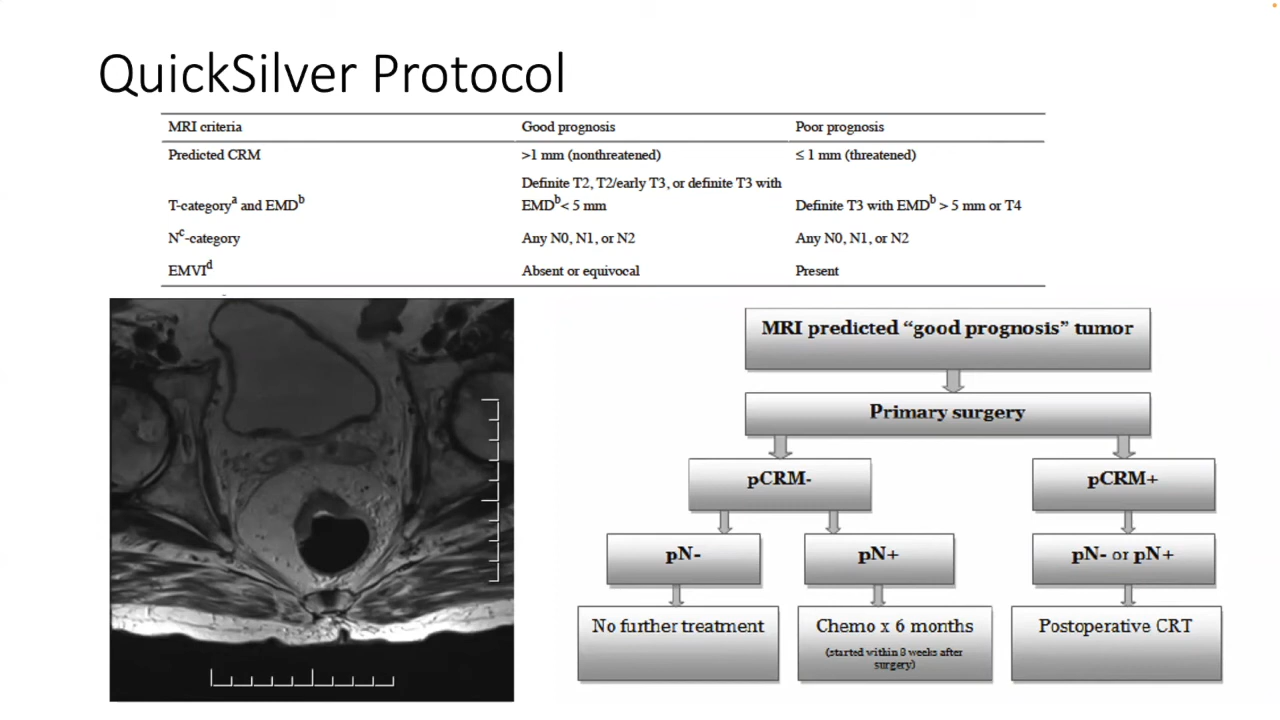 QuickSilver Protocol
MRI criteria Good prognosis Poor prognosis
Predicted CRM >1 mm (nonthreatened) ≤ 1 mm (threatened)
Definite T2, T2/early T3, or definite T3 with
T-categoryᵃ and EMDᵇ EMDᵇ< 5 mm Definite T3 with EMDᵇ > 5 mm or T4
Nᶜ-category Any N0, N1, or N2 Any N0, N1, or N2
EMVIᵈ Absent or equivocal Present
MRI predicted “good prognosis” tumor
Primary surgery
pCRM- pCRM+
pN- pN+ pN- or pN+
No further treatment Chemo x 6 months Postoperative CRT
(started within 8 weeks after
surgery)